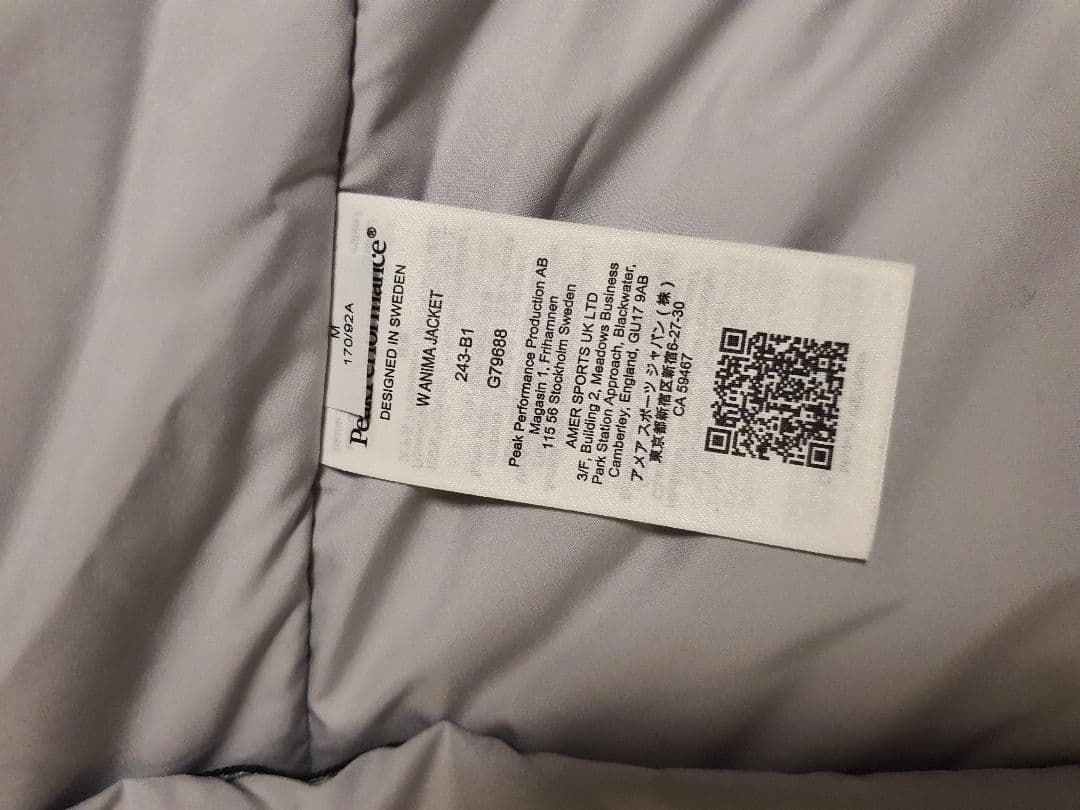 M
170/92A
Peak Performance®
DESIGNED IN SWEDEN
W ANIMA JACKET
243-B1
G79688
Peak Performance Production AB
Magasin 1, Frihamnen
115 56 Stockholm Sweden
AMER SPORTS UK LTD
3/F, Building 2, Meadows Business
Park Station Approach, Blackwater,
Camberley, England, GU17 9AB
アメア スポーツ ジャパン (株)
東京都新宿区新宿6-27-30
CA 59467